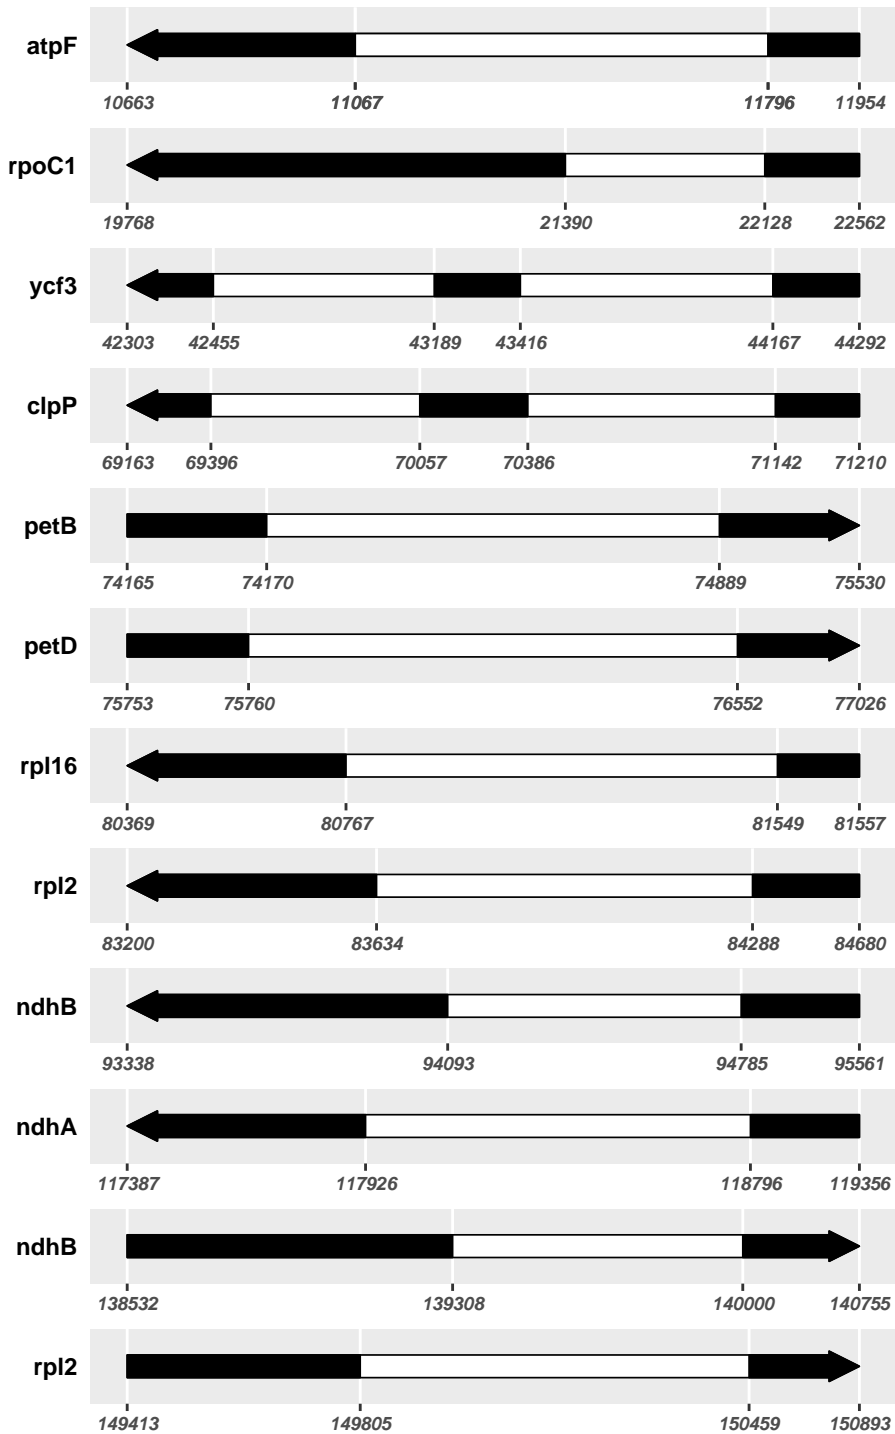 atpF
10663 11067 11796 11954
rpoC1
19768 21390 22128 22562
ycf3
42303 42455 43189 43416 44167 44292
clpP
69163 69396 70057 70386 71142 71210
petB
74165 74170 74889 75530
petD
75753 75760 76552 77026
rpl16
80369 80767 81549 81557
rpl2
83200 83634 84288 84680
ndhB
93338 94093 94785 95561
ndhA
117387 117926 118796 119356
ndhB
138532 139308 140000 140755
rpl2
149413 149805 150459 150893